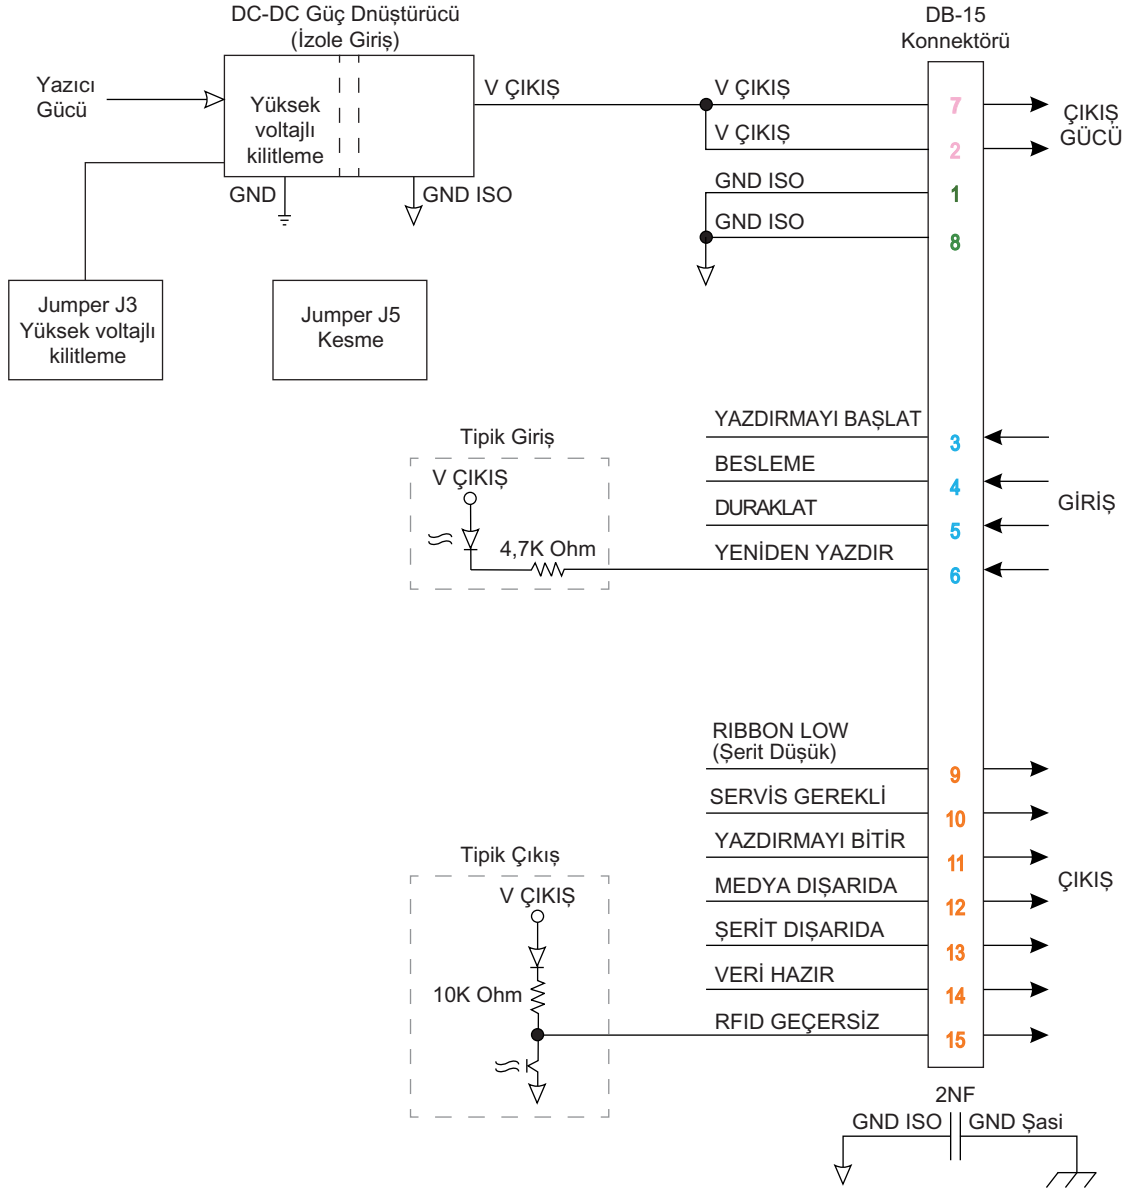 DC-DC Güç Dnüştürücü
(İzole Giriş)
DB-15
Konnektörü
Yazıcı
Gücü
Yüksek
voltajlı
kilitleme
V ÇIKIŞ
V ÇIKIŞ
7
ÇIKIŞ
GÜCÜ
V ÇIKIŞ
2
GND
GND ISO
GND ISO
1
GND ISO
8
Jumper J3
Yüksek voltajlı
kilitleme
Jumper J5
Kesme
YAZDIRMAYI BAŞLAT
3
Tipik Giriş
V ÇIKIŞ
BESLEME
4
GİRİŞ
DURAKLAT
5
4,7K Ohm
YENİDEN YAZDIR
6
RIBBON LOW
(Şerit Düşük)
9
SERVİS GEREKLİ
10
YAZDIRMAYI BİTİR
11
Tipik Çıkış
V ÇIKIŞ
MEDYA DIŞARIDA
12
ÇIKIŞ
ŞERİT DIŞARIDA
13
10K Ohm
VERİ HAZIR
14
RFID GEÇERSİZ
15
2NF
GND ISO
GND Şasi